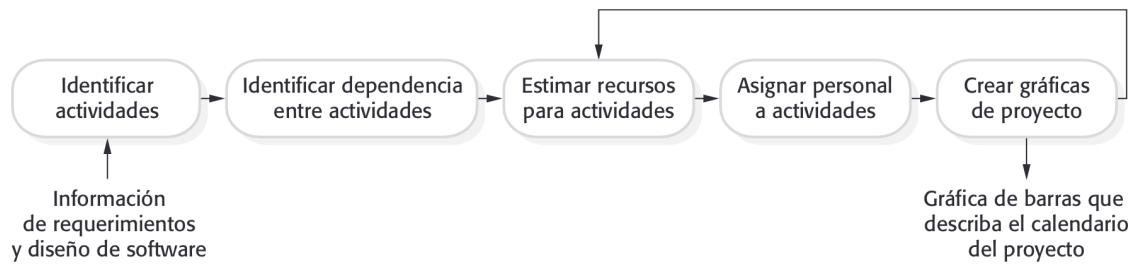 Identificar
actividades
Identificar dependencia
entre actividades
Estimar recursos
para actividades
Asignar personal
a actividades
Crear gráficas
de proyecto
Información
de requerimientos
y diseño de software
Gráfica de barras que
describa el calendario
del proyecto